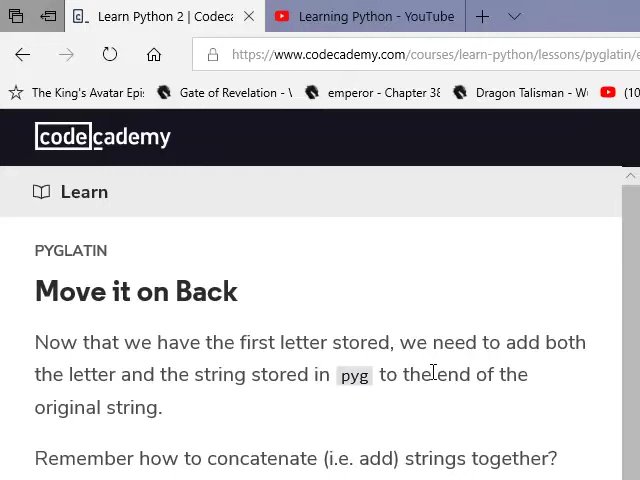 Learn Python 2 | Codeca
Learning Python - YouTube
https://www.codecademy.com/courses/learn-python/lessons/pyglatin/e
The King's Avatar Epi:
Gate of Revelation - \
emperor - Chapter 38
Dragon Talisman - W
(10
codecademy
Learn
PYGLATIN
Move it on Back
Now that we have the first letter stored, we need to add both
the letter and the string stored in pyg to the end of the
original string.
Remember how to concatenate (i.e. add) strings together?